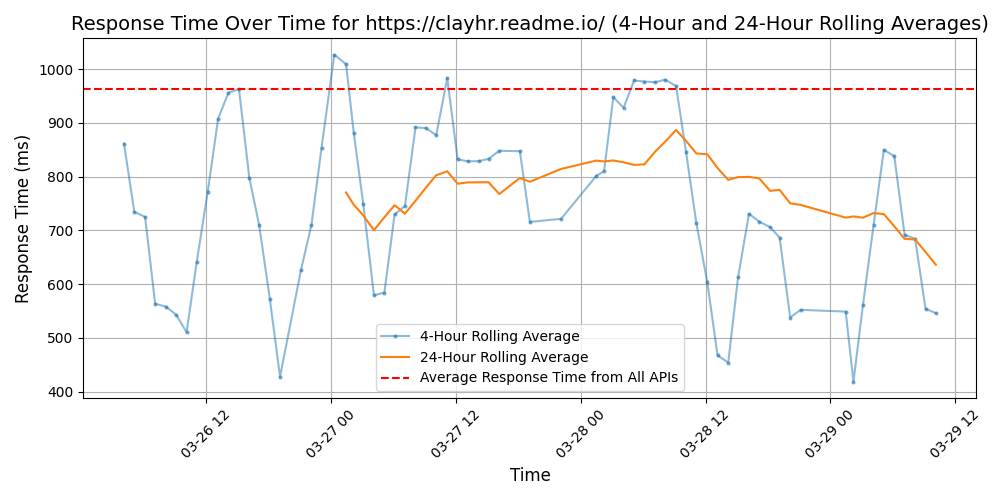 Response Time Over Time for https://clayhr.readme.io/ (4-Hour and 24-Hour Rolling Averages)
Response Time (ms)
1000
900
800
700
600
500
400
4-Hour Rolling Average
24-Hour Rolling Average
Average Response Time from All APIs
03-26 12
03-27 00
03-27 12
03-28 00
03-28 12
03-29 00
03-29 12
Time